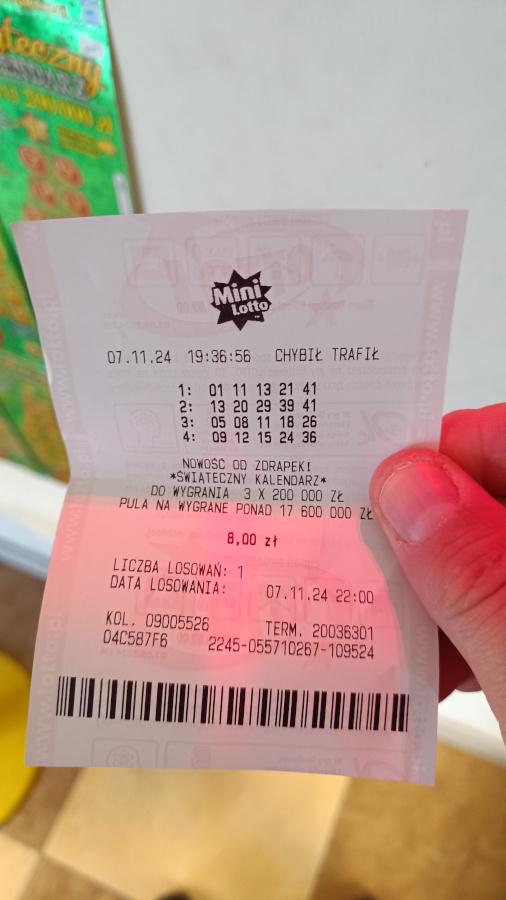 teczny
Mini
Lotto
07.11.24 19:36:56 CHYBIŁ TRAFIŁ
1: 01 11 13 21 41
2: 13 20 29 39 41
3: 05 08 11 18 26
4: 09 12 15 24 36
NOWOŚĆ OD ZDRAPEK!
*ŚWIĄTECZNY KALENDARZ*
DO WYGRANIA 3 X 200 000 ZŁ
PULA NA WYGRANE PONAD 17 600 000 ZŁ
8,00 zł
LICZBA LOSOWAŃ: 1
DATA LOSOWANIA: 07.11.24 22:00
KOL. 09005526 TERM. 20036301
04C587F6 2245-055710267-109524